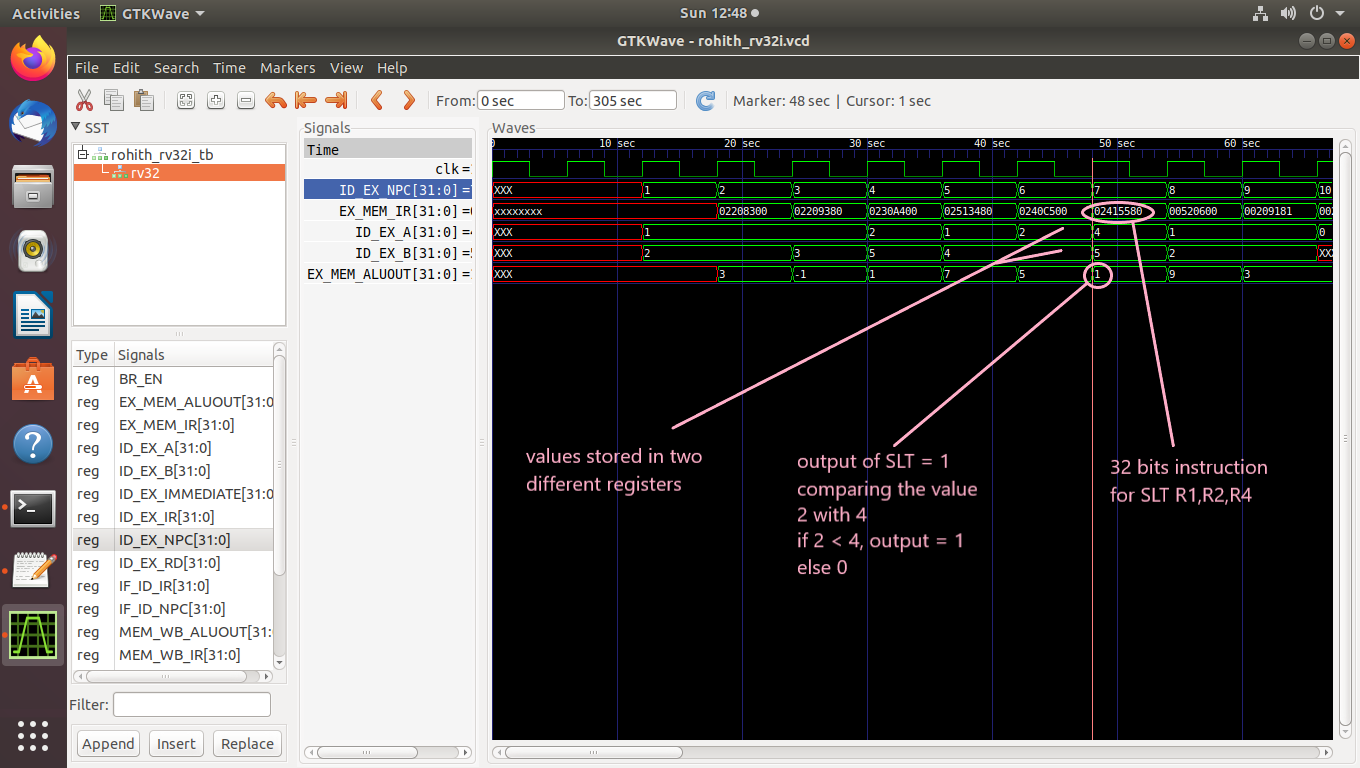 Activities GTKWave Sun 12:48
GTKWave - rohith_rv32i.vcd
File Edit Search Time Markers View Help
From: 0 sec To: 305 sec Marker: 48 sec | Cursor: 1 sec
SST
rohith_rv32i_tb
rv32
Type Signals
reg BR_EN
reg EX_MEM_ALUOUT[31:0
reg EX_MEM_IR[31:0]
reg ID_EX_A[31:0]
reg ID_EX_B[31:0]
reg ID_EX_IMMEDIATE[31:0
reg ID_EX_IR[31:0]
reg ID_EX_NPC[31:0]
reg ID_EX_RD[31:0]
reg IF_ID_IR[31:0]
reg IF_ID_NPC[31:0]
reg MEM_WB_ALUOUT[31:
reg MEM_WB_IR[31:0]
Filter:
Append Insert Replace
Signals
Time
clk=
ID_EX_NPC[31:0] =
EX_MEM_IR[31:0] =
ID_EX_A[31:0] =
ID_EX_B[31:0] =
EX_MEM_ALUOUT[31:0] =
Waves
0 10 sec 20 sec 30 sec 40 sec 50 sec 60 sec
XXX 1 2 3 4 5 6 7 8 9 10
xxxxxxxx 02208300 02209380 0230A400 02513480 0240C500 02415580 00520600 00209181 00
XXX 1 2 1 2 4 1 0
XXX 2 3 5 4 5 2 XX
XXX 3 -1 1 7 5 1 9 3
values stored in two
different registers
output of SLT = 1
comparing the value
2 with 4
if 2 < 4, output = 1
else 0
32 bits instruction
for SLT R1,R2,R4